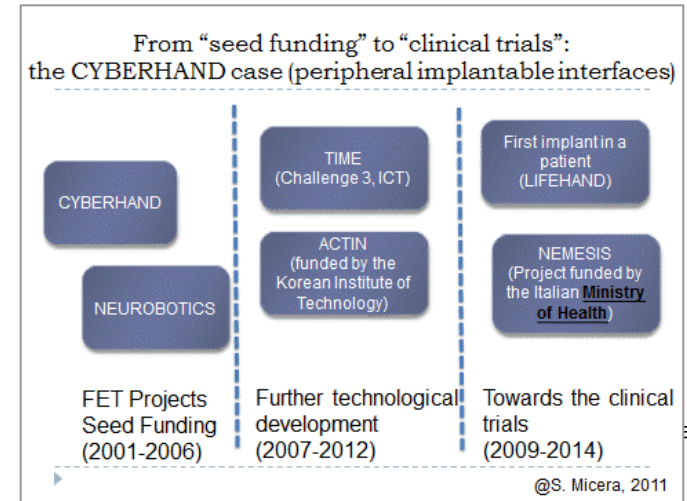 From “seed funding” to “clinical trials”:
the CYBERHAND case (peripheral implantable interfaces)
CYBERHAND
NEUROBOTICS
FET Projects
Seed Funding
(2001-2006)
TIME
(Challenge 3, ICT)
ACTIN
(funded by the
Korean Institute of
Technology)
Further technological
development
(2007-2012)
First implant in a
patient
(LIFEHAND)
NEMESIS
(Project funded by
the Italian Ministry
of Health)
Towards the clinical
trials
(2009-2014)
@S. Micera, 2011